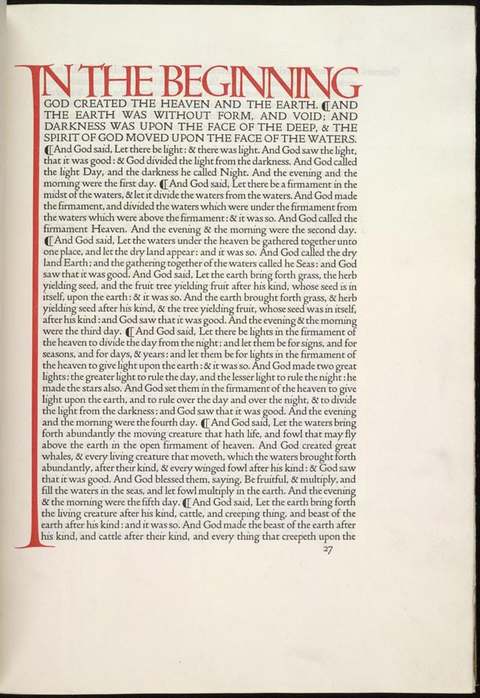 IN THE BEGINNING
GOD CREATED THE HEAVEN AND THE EARTH. ¶ AND
THE EARTH WAS WITHOUT FORM, AND VOID; AND
DARKNESS WAS UPON THE FACE OF THE DEEP, & THE
SPIRIT OF GOD MOVED UPON THE FACE OF THE WATERS.
¶ And God said, Let there be light: & there was light. And God saw the light,
that it was good: & God divided the light from the darkness. And God called
the light Day, and the darkness he called Night. And the evening and the
morning were the first day. ¶ And God said, Let there be a firmament in the
midst of the waters, & let it divide the waters from the waters. And God made
the firmament, and divided the waters which were under the firmament from
the waters which were above the firmament: & it was so. And God called the
firmament Heaven. And the evening & the morning were the second day.
¶ And God said, Let the waters under the heaven be gathered together unto
one place, and let the dry land appear: and it was so. And God called the dry
land Earth; and the gathering together of the waters called he Seas: and God
saw that it was good. And God said, Let the earth bring forth grass, the herb
yielding seed, and the fruit tree yielding fruit after his kind, whose seed is in
itself, upon the earth: & it was so. And the earth brought forth grass, & herb
yielding seed after his kind, & the tree yielding fruit, whose seed was in itself,
after his kind: and God saw that it was good. And the evening & the morning
were the third day. ¶ And God said, Let there be lights in the firmament of
the heaven to divide the day from the night; and let them be for signs, and for
seasons, and for days, & years: and let them be for lights in the firmament of
the heaven to give light upon the earth: & it was so. And God made two great
lights; the greater light to rule the day, and the lesser light to rule the night: he
made the stars also. And God set them in the firmament of the heaven to give
light upon the earth, and to rule over the day and over the night, & to divide
the light from the darkness: and God saw that it was good. And the evening
and the morning were the fourth day. ¶ And God said, Let the waters bring
forth abundantly the moving creature that hath life, and fowl that may fly
above the earth in the open firmament of heaven. And God created great
whales, & every living creature that moveth, which the waters brought forth
abundantly, after their kind, & every winged fowl after his kind: & God saw
that it was good. And God blessed them, saying, Be fruitful, & multiply, and
fill the waters in the seas, and let fowl multiply in the earth. And the evening
& the morning were the fifth day. ¶ And God said, Let the earth bring forth
the living creature after his kind, cattle, and creeping thing, and beast of the
earth after his kind: and it was so. And God made the beast of the earth after
his kind, and cattle after their kind, and every thing that creepeth upon the
27